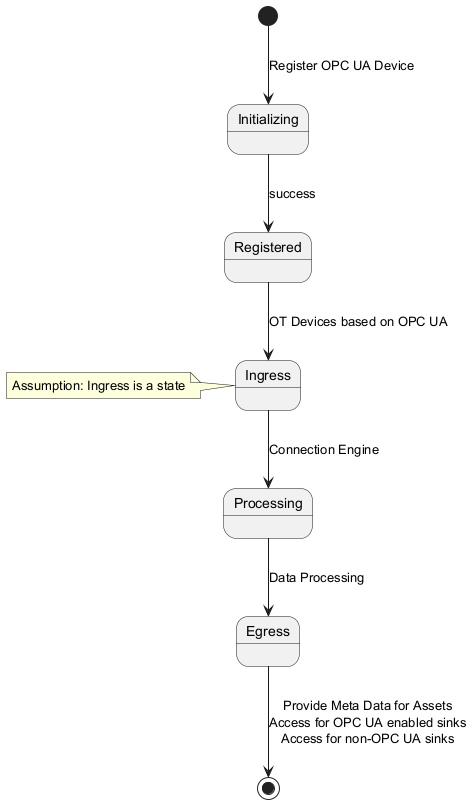 Register OPC UA Device
Initializing
success
Registered
OT Devices based on OPC UA
Ingress
Assumption: Ingress is a state
Connection Engine
Processing
Data Processing
Egress
Provide Meta Data for Assets
Access for OPC UA enabled sinks
Access for non-OPC UA sinks